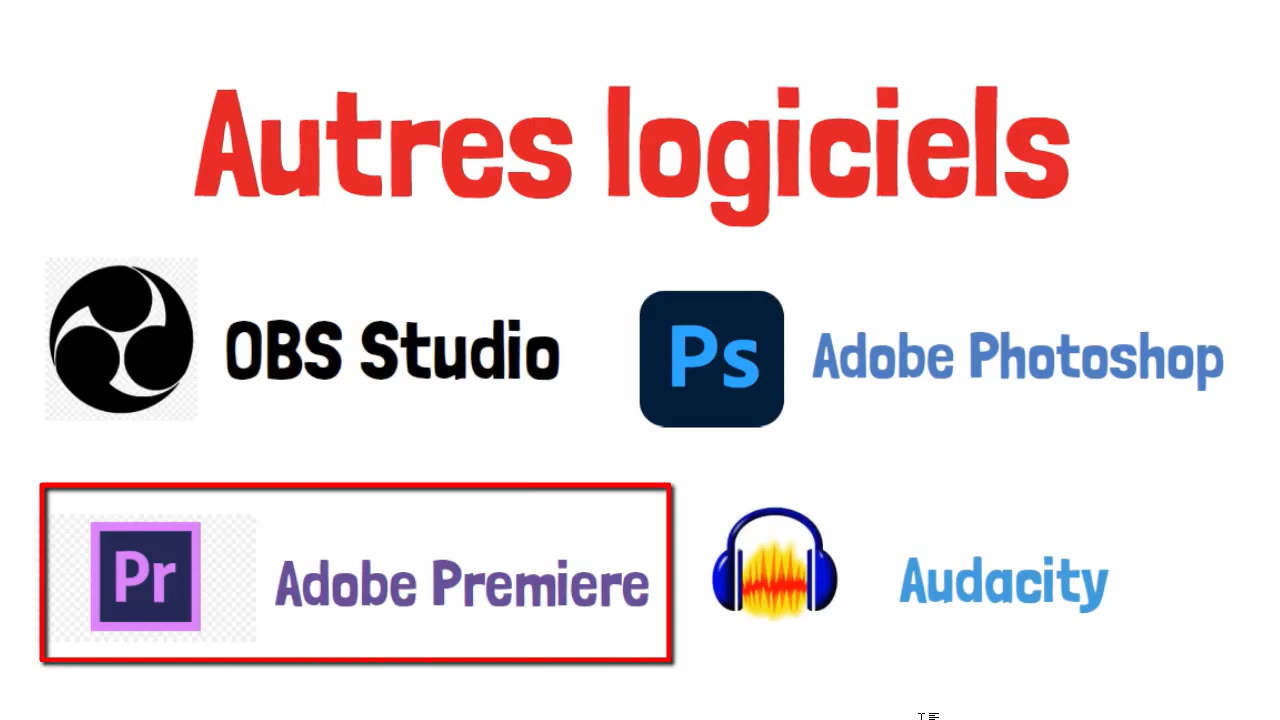 Autres logiciels
OBS Studio
Ps
Adobe Photoshop
Pr
Adobe Premiere
Audacity